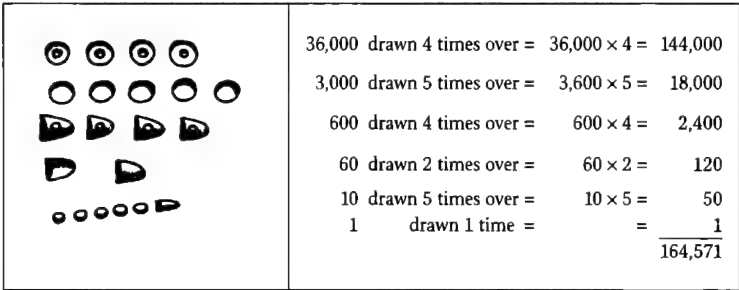 36,000 drawn 4 times over = 36,000 × 4 = 144,000
3,000 drawn 5 times over = 3,600 × 5 = 18,000
600 drawn 4 times over = 600 × 4 = 2,400
60 drawn 2 times over = 60 × 2 = 120
10 drawn 5 times over = 10 × 5 = 50
1 drawn 1 time = = 1
164,571